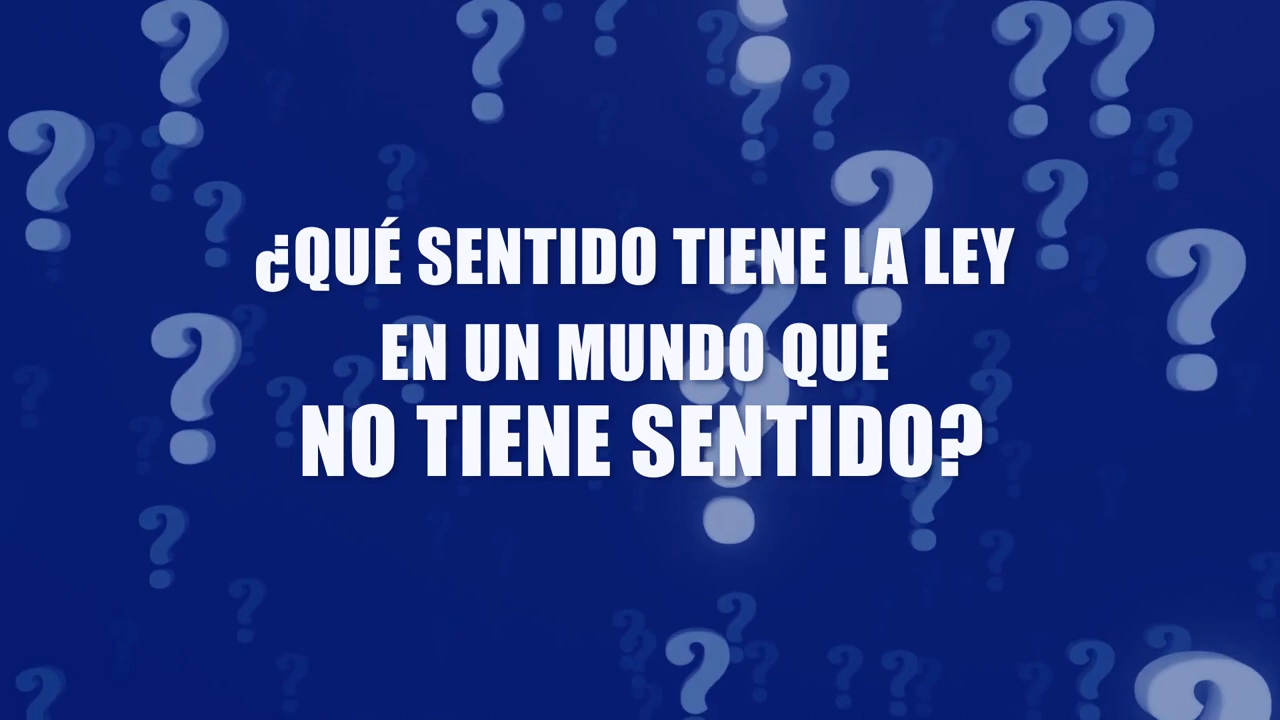 ¿QUÉ SENTIDO TIENE LA LEY
EN UN MUNDO QUE
NO TIENE SENTIDO?